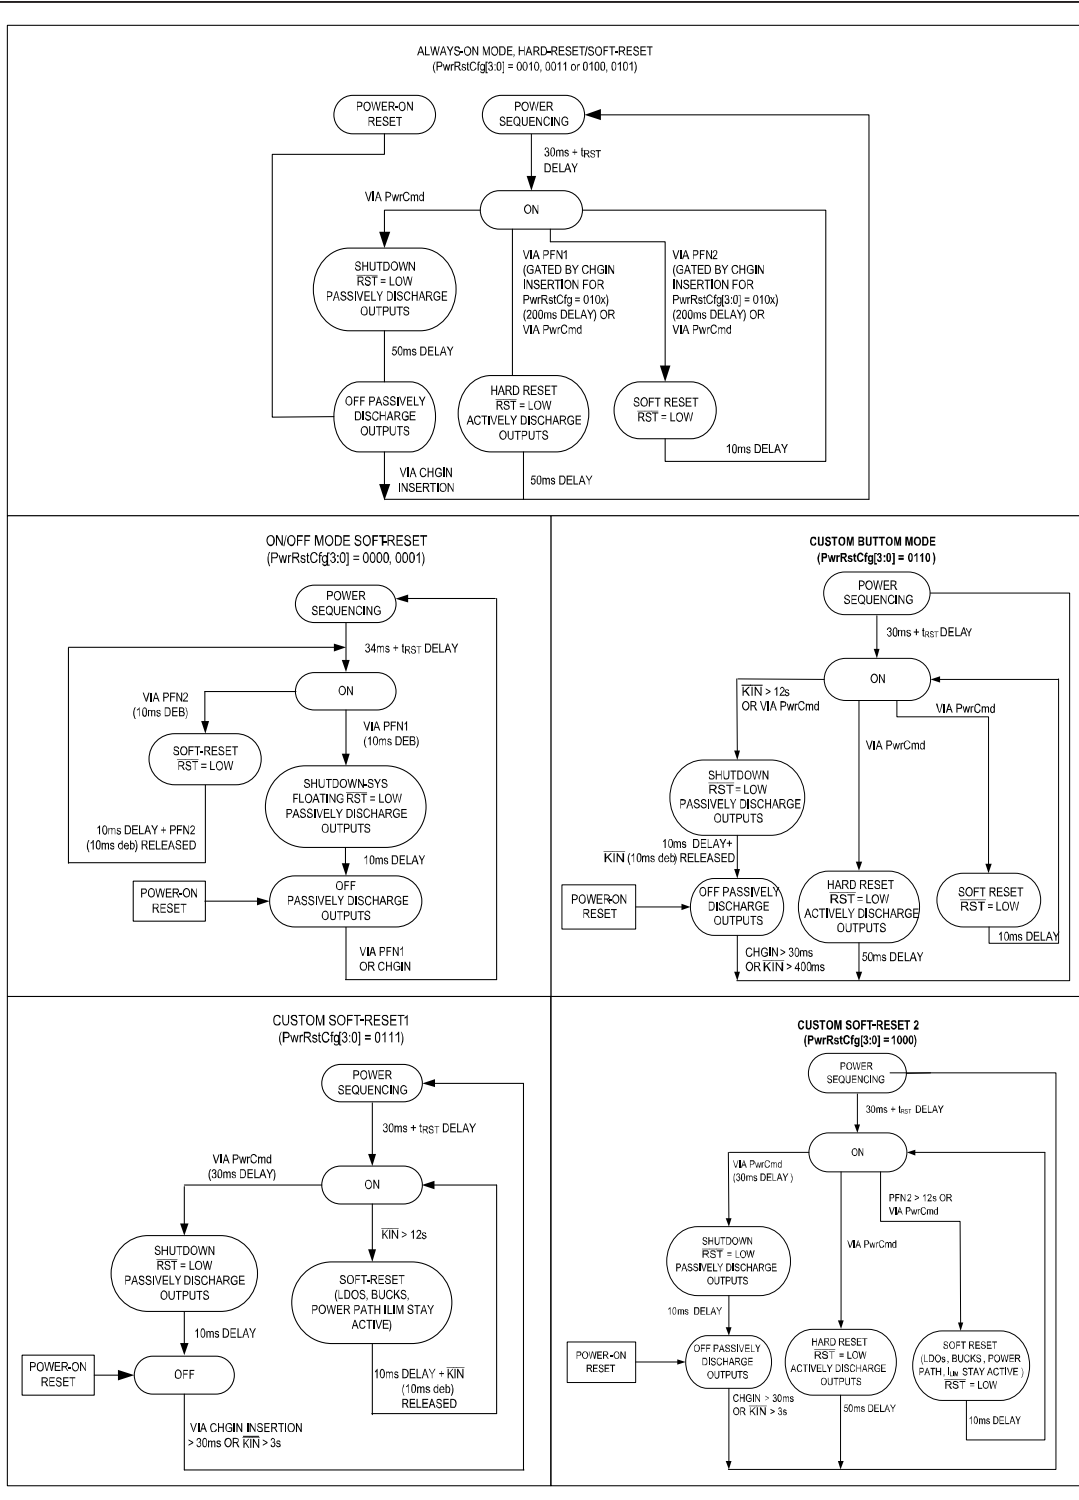 ALWAYS-ON MODE, HARD-RESET/SOFT-RESET
(PwrRstCfg[3:0] = 0010, 0011 or 0100, 0101)
POWER-ON
RESET
POWER
SEQUENCING
30ms + tRST
DELAY
VIA PwrCmd
ON
SHUTDOWN
RST = LOW
PASSIVELY DISCHARGE
OUTPUTS
VIA PFN1
(GATED BY CHGIN
INSERTION FOR
PwrRstCfg = 010x)
(200ms DELAY) OR
VIA PwrCmd
VIA PFN2
(GATED BY CHGIN
INSERTION FOR
PwrRstCfg[3:0] = 010x)
(200ms DELAY) OR
VIA PwrCmd
50ms DELAY
OFF PASSIVELY
DISCHARGE
OUTPUTS
HARD RESET
RST = LOW
ACTIVELY DISCHARGE
OUTPUTS
SOFT RESET
RST = LOW
10ms DELAY
VIA CHGIN
INSERTION
50ms DELAY
ON/OFF MODE SOFT-RESET
(PwrRstCfg[3:0] = 0000, 0001)
POWER
SEQUENCING
34ms + tRST DELAY
ON
VIA PFN2
(10ms DEB)
VIA PFN1
(10ms DEB)
SOFT-RESET
RST = LOW
SHUTDOWN-SYS
FLOATING RST = LOW
PASSIVELY DISCHARGE
OUTPUTS
10ms DELAY + PFN2
(10ms deb) RELEASED
10ms DELAY
POWER-ON
RESET
OFF
PASSIVELY DISCHARGE
OUTPUTS
VIA PFN1
OR CHGIN
CUSTOM BUTTOM MODE
(PwrRstCfg[3:0] = 0110)
POWER
SEQUENCING
30ms + tRST DELAY
ON
KIN > 12s
OR VIA PwrCmd
VIA PwrCmd
VIA PwrCmd
SHUTDOWN
RST = LOW
PASSIVELY DISCHARGE
OUTPUTS
10ms DELAY+
KIN (10ms deb) RELEASED
POWER-ON
RESET
OFF PASSIVELY
DISCHARGE
OUTPUTS
HARD RESET
RST = LOW
ACTIVELY DISCHARGE
OUTPUTS
SOFT RESET
RST = LOW
10ms DELAY
CHGIN > 30ms
OR KIN > 400ms
50ms DELAY
CUSTOM SOFT-RESET1
(PwrRstCfg[3:0] = 0111)
POWER
SEQUENCING
30ms + tRST DELAY
VIA PwrCmd
(30ms DELAY)
ON
KIN > 12s
SHUTDOWN
RST = LOW
PASSIVELY DISCHARGE
OUTPUTS
SOFT-RESET
(LDOS, BUCKS,
POWER PATH ILIM STAY
ACTIVE)
10ms DELAY
POWER-ON
RESET
OFF
10ms DELAY + KIN
(10ms deb)
RELEASED
VIA CHGIN INSERTION
> 30ms OR KIN > 3s
CUSTOM SOFT-RESET 2
(PwrRstCfg[3:0] = 1000)
POWER
SEQUENCING
30ms + tRST DELAY
ON
VIA PwrCmd
(30ms DELAY)
PFN2 > 12s OR
VIA PwrCmd
VIA PwrCmd
SHUTDOWN
RST = LOW
PASSIVELY DISCHARGE
OUTPUTS
10ms DELAY
POWER-ON
RESET
OFF PASSIVELY
DISCHARGE
OUTPUTS
HARD RESET
RST = LOW
ACTIVELY DISCHARGE
OUTPUTS
SOFT RESET
(LDOs, BUCKS, POWER
PATH, ILIM STAY ACTIVE)
RST = LOW
CHGIN > 30ms
OR KIN > 3s
50ms DELAY
10ms DELAY